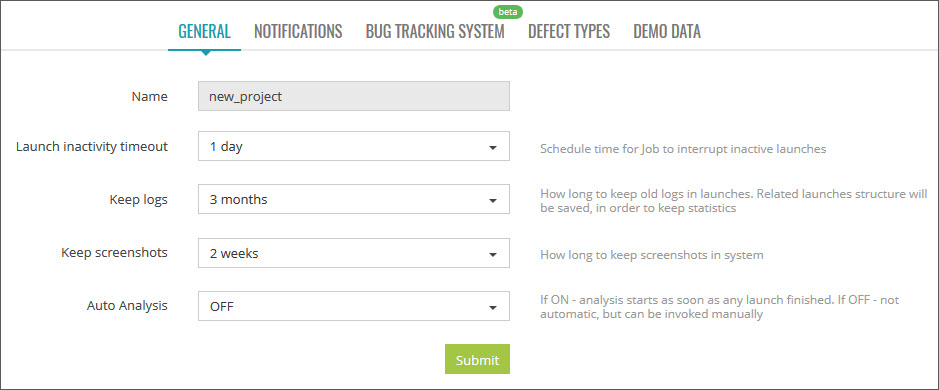 beta
GENERAL NOTIFICATIONS BUG TRACKING SYSTEM DEFECT TYPES DEMO DATA
Name new_project
Launch inactivity timeout 1 day Schedule time for Job to interrupt inactive launches
Keep logs 3 months How long to keep old logs in launches. Related launches structure will
be saved, in order to keep statistics
Keep screenshots 2 weeks How long to keep screenshots in system
Auto Analysis OFF If ON - analysis starts as soon as any launch finished. If OFF - not
automatic, but can be invoked manually
Submit